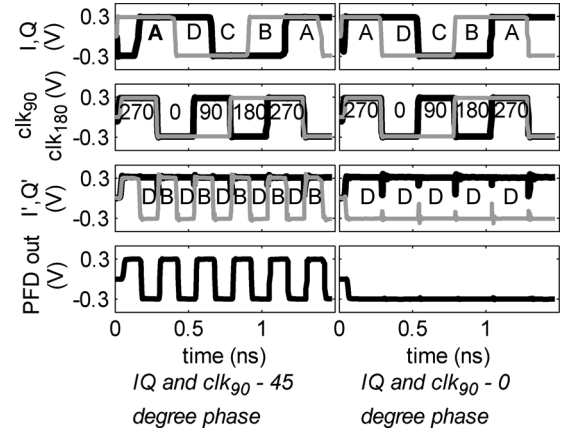 I,Q (V) 0.3 -0.3 A D C B A A D C B A
clk90 clk180 (V) 0.3 -0.3 270 0 90 180 270 270 0 90 180 270
I',Q' (V) 0.3 -0.3 D B D B D B D B D B D D D D D
PFD out (V) 0.3 -0.3
0 0.5 1 0 0.5 1
time (ns) time (ns)
IQ and clk90 - 45 IQ and clk90 - 0
degree phase degree phase